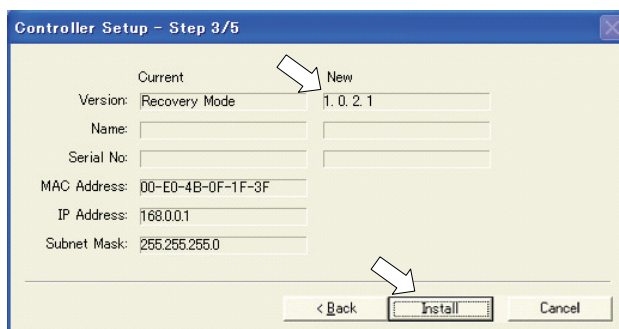 Controller Setup - Step 3/5
Current New
Version: Recovery Mode 1. 0. 2. 1
Name:
Serial No:
MAC Address: 00-E0-4B-0F-1F-3F
IP Address: 168.0.0.1
Subnet Mask: 255.255.255.0
< Back Install Cancel